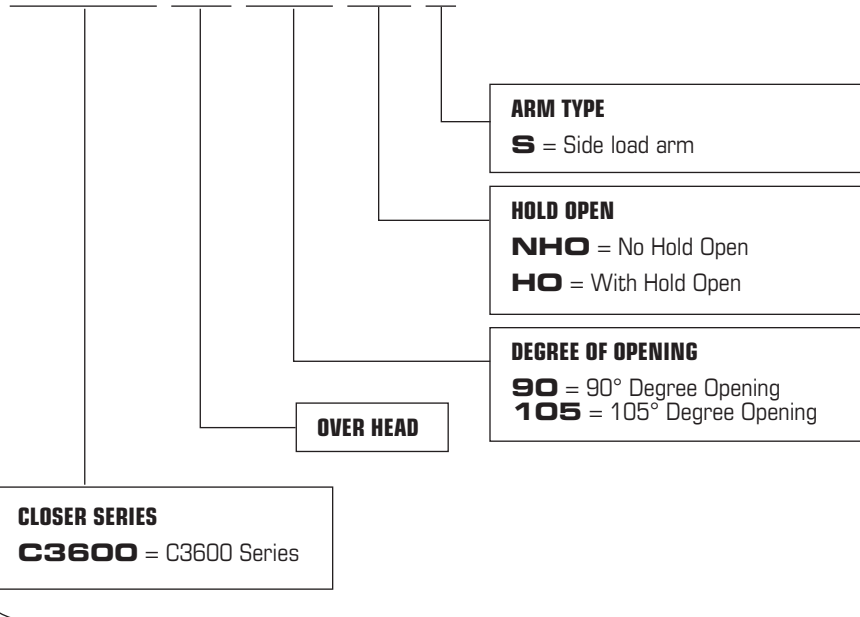 ARM TYPE
S = Side load arm
HOLD OPEN
NHO = No Hold Open
HO = With Hold Open
DEGREE OF OPENING
90 = 90° Degree Opening
105 = 105° Degree Opening
OVER HEAD
CLOSER SERIES
C3600 = C3600 Series